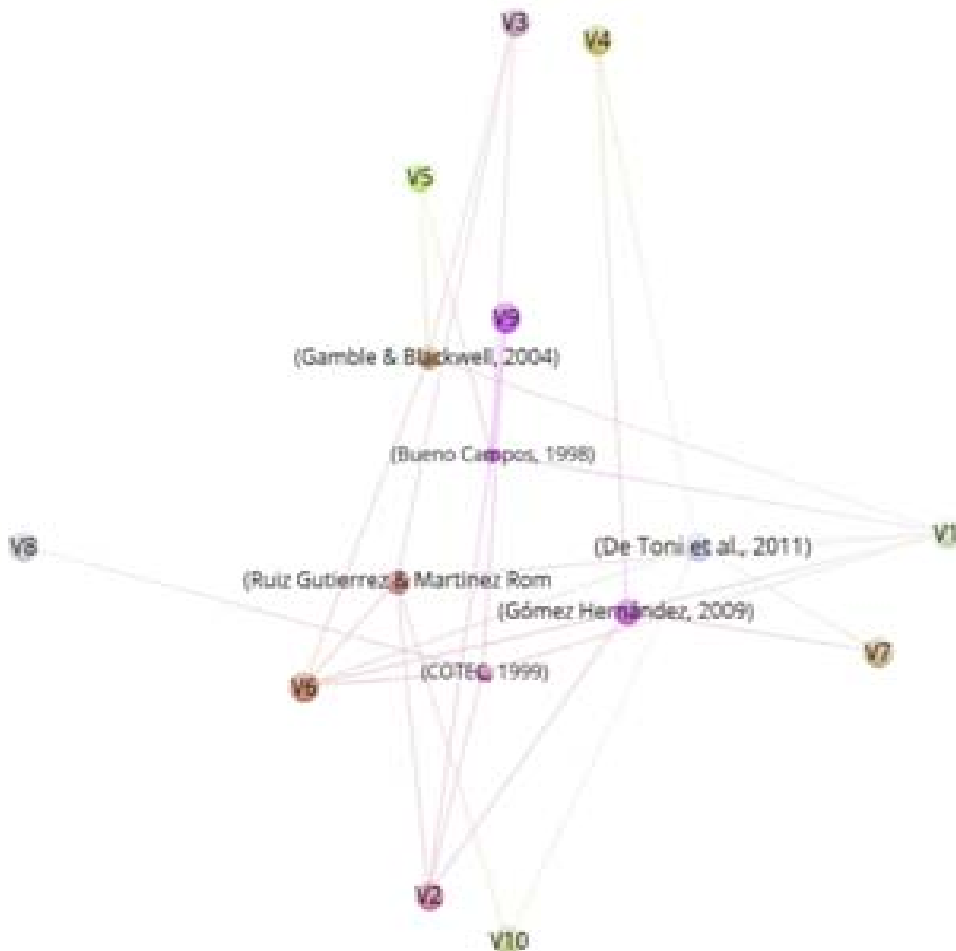 V3
V4
V5
V9
(Gamble & Blackwell, 2004)
(Bueno Campos, 1998)
V1
V8
(De Toni et al., 2011)
(Ruiz Gutierrez & Martinez Rom
(Gómez Hernández, 2009)
V7
(COTEC, 1999)
V6
V2
V10